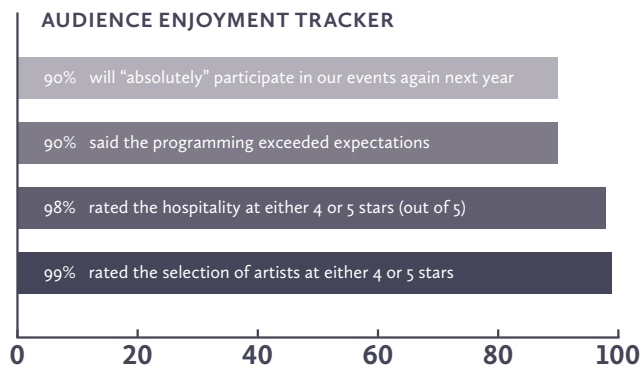 AUDIENCE ENJOYMENT TRACKER
90% will “absolutely” participate in our events again next year
90% said the programming exceeded expectations
98% rated the hospitality at either 4 or 5 stars (out of 5)
99% rated the selection of artists at either 4 or 5 stars
0 20 40 60 80 100